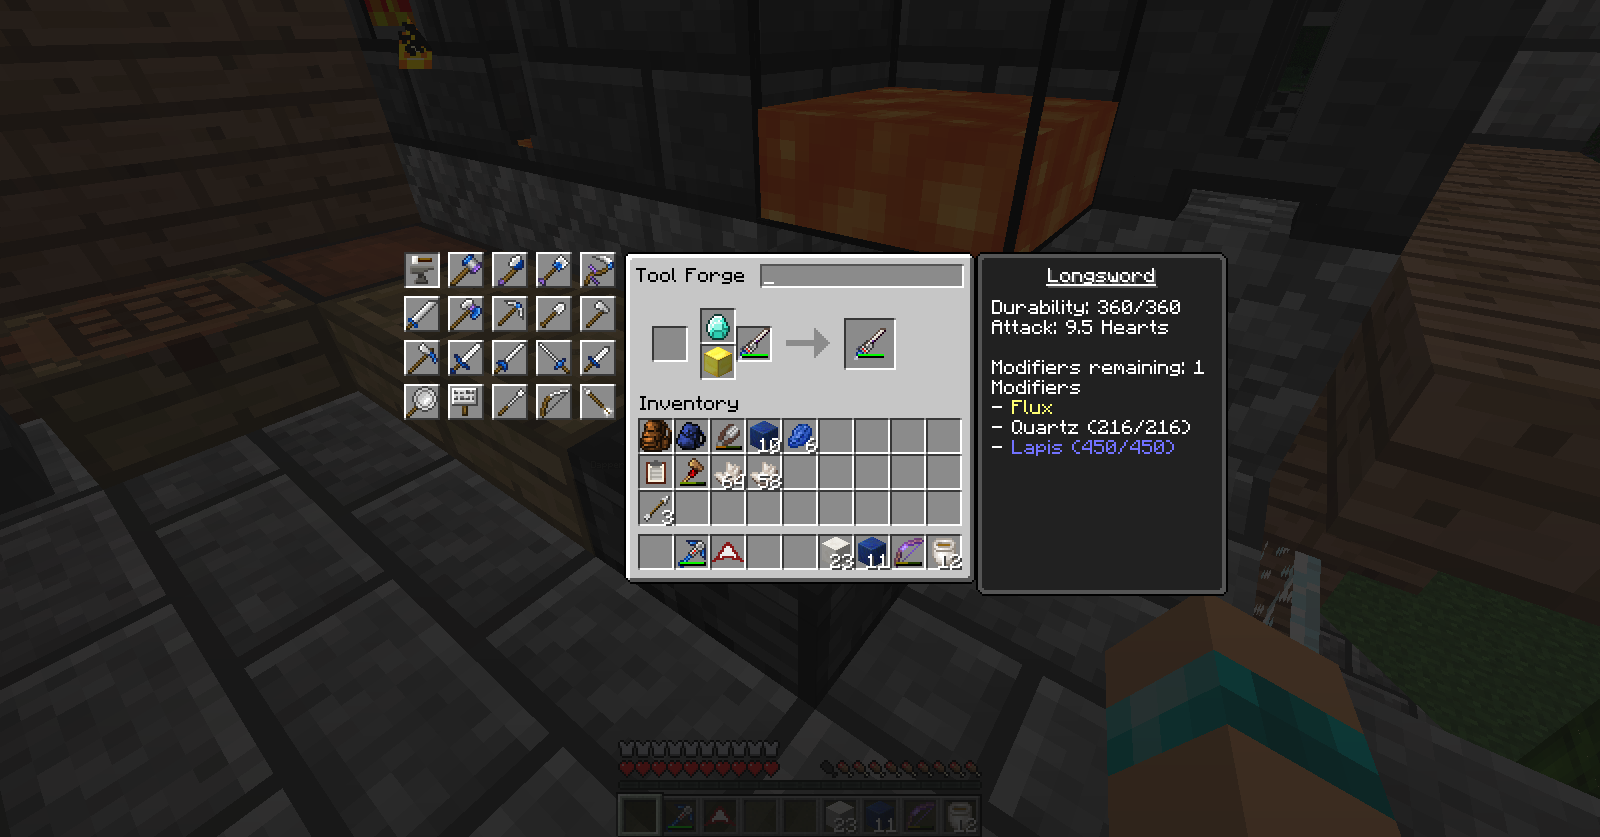 Tool Forge
_
Longsword
Durability: 360/360
Attack: 9.5 Hearts
Modifiers remaining: 1
Modifiers
- Flux
- Quartz (216/216)
- Lapis (450/450)
Inventory
10 6
64 58
3
23 11 12
23 11 12